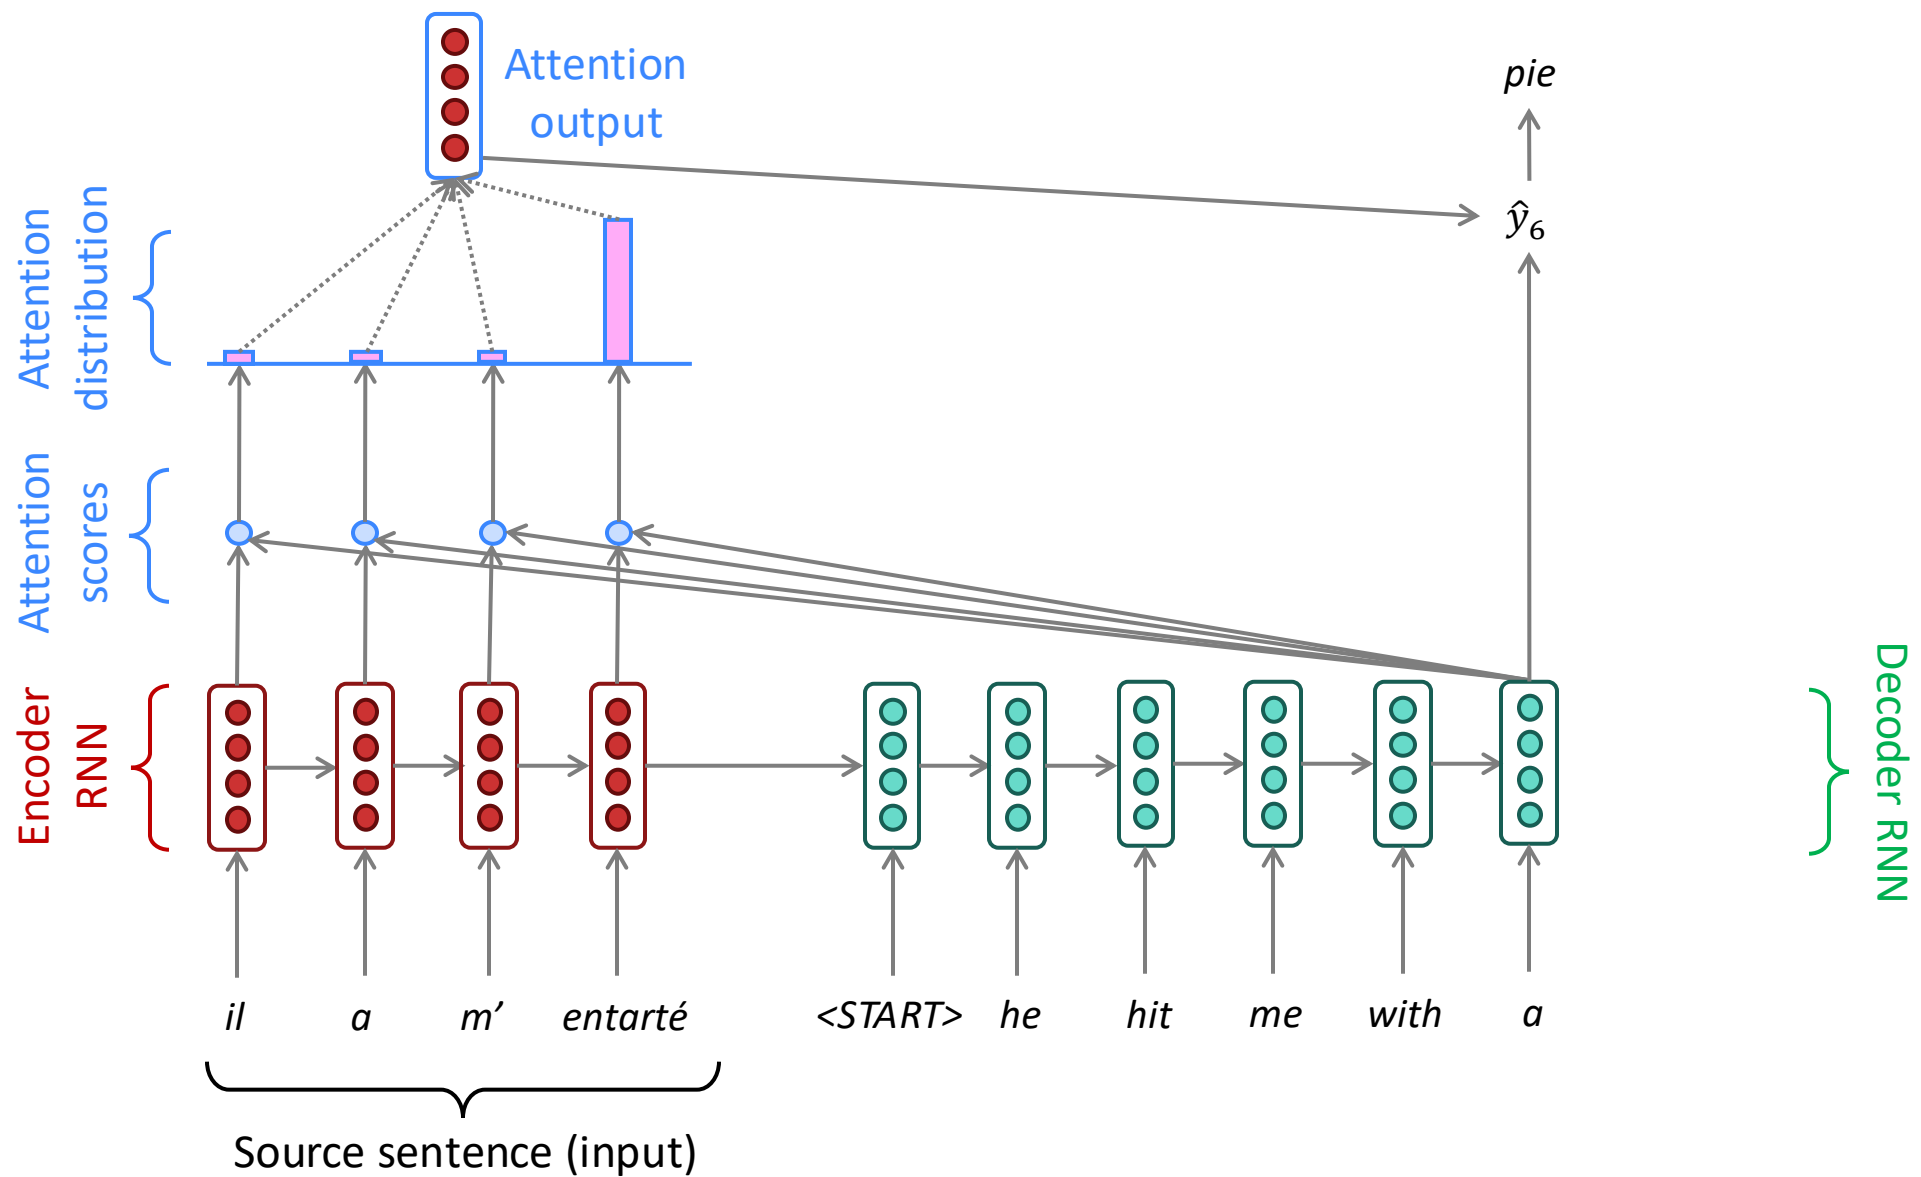 Attention
output
pie
ŷ₆
Attention
distribution
Attention
scores
Encoder
RNN
Decoder RNN
il a m’ entarté <START> he hit me with a
Source sentence (input)